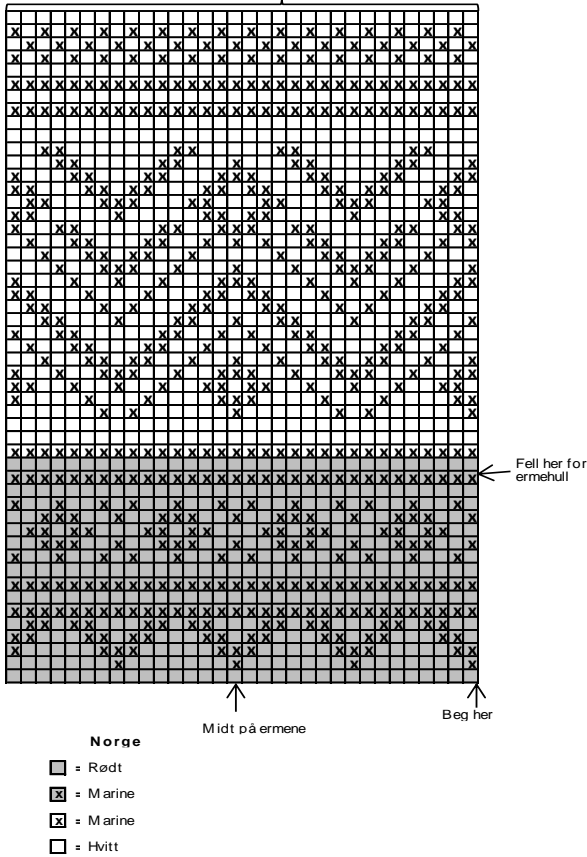 Fell her for
ermehull
Beg her
Midt på ermene
Norge
= Rødt
x = Marine
x = Marine
= Hvitt